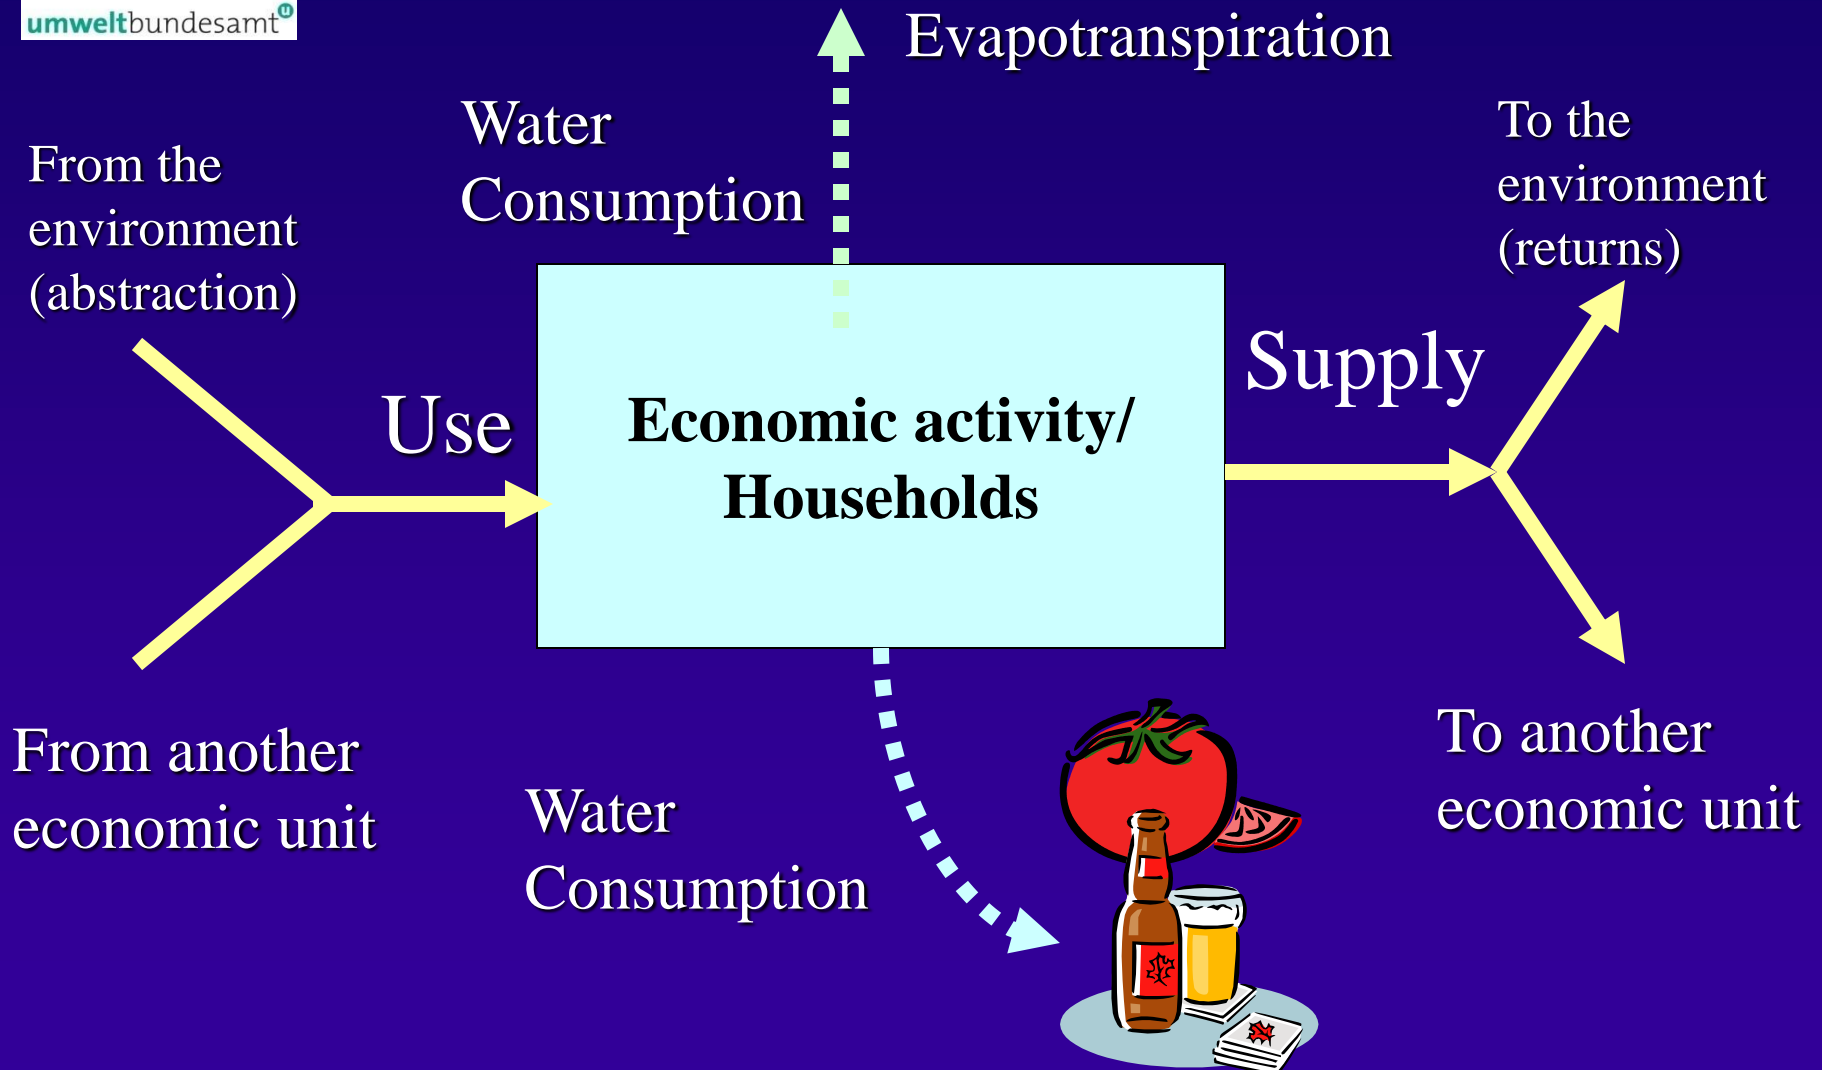 umweltbundesamt
Evapotranspiration
Water
Consumption
From the
environment
(abstraction)
To the
environment
(returns)
Use
Economic activity/
Households
Supply
From another
economic unit
Water
Consumption
To another
economic unit